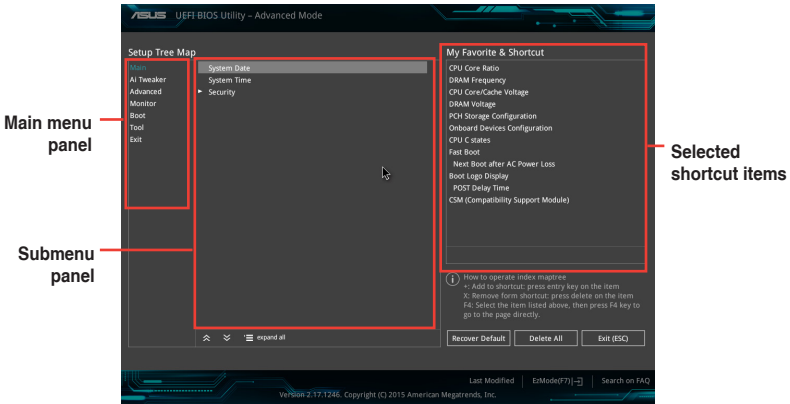 ASUS UEFI BIOS Utility – Advanced Mode
Setup Tree Map
My Favorite & Shortcut
Main
Ai Tweaker
Advanced
Monitor
Boot
Tool
Exit
System Date
System Time
Security
CPU Core Ratio
DRAM Frequency
CPU Core/Cache Voltage
DRAM Voltage
PCH Storage Configuration
Onboard Devices Configuration
CPU C states
Fast Boot
Next Boot after AC Power Loss
Boot Logo Display
POST Delay Time
CSM (Compatibility Support Module)
Main menu
panel
Submenu
panel
Selected
shortcut items
How to operate index maptree
+: Add to shortcut: press entry key on the item
X: Remove form shortcut: press delete on the item
F4: Select the item listed above, then press F4 key to
go to the page directly.
expand all
Recover Default
Delete All
Exit (ESC)
Last Modified
EzMode(F7)
Search on FAQ
Version 2.17.1246. Copyright (C) 2015 American Megatrends, Inc.